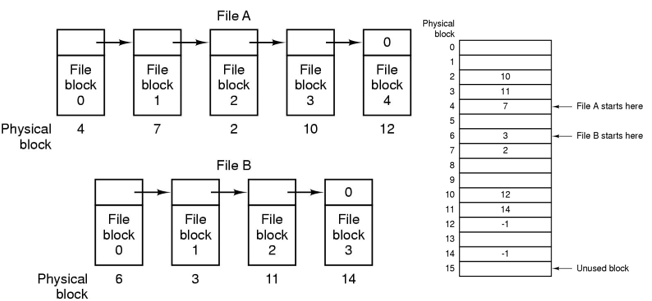 File A
0
File block 0
File block 1
File block 2
File block 3
File block 4
Physical block 4 7 2 10 12
File B
0
File block 0
File block 1
File block 2
File block 3
Physical block 6 3 11 14
Physical block
0
1
2 10
3 11
4 7 File A starts here
5
6 3 File B starts here
7 2
8
9
10 12
11 14
12 -1
13
14 -1
15 Unused block